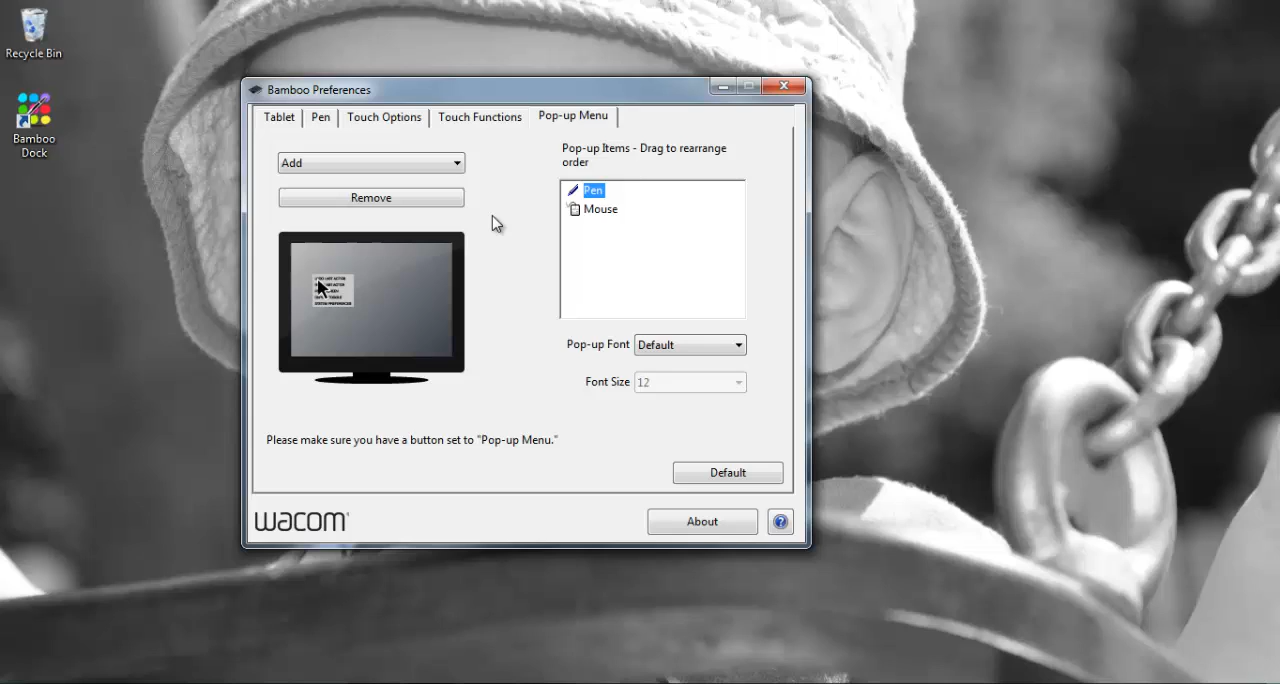 Recycle Bin
Bamboo
Dock
Bamboo Preferences
Tablet
Pen
Touch Options
Touch Functions
Pop-up Menu
Add
Remove
Pop-up Items - Drag to rearrange
order
Pen
Mouse
Pop-up Font
Default
Font Size
12
Please make sure you have a button set to "Pop-up Menu."
Default
wacom
About